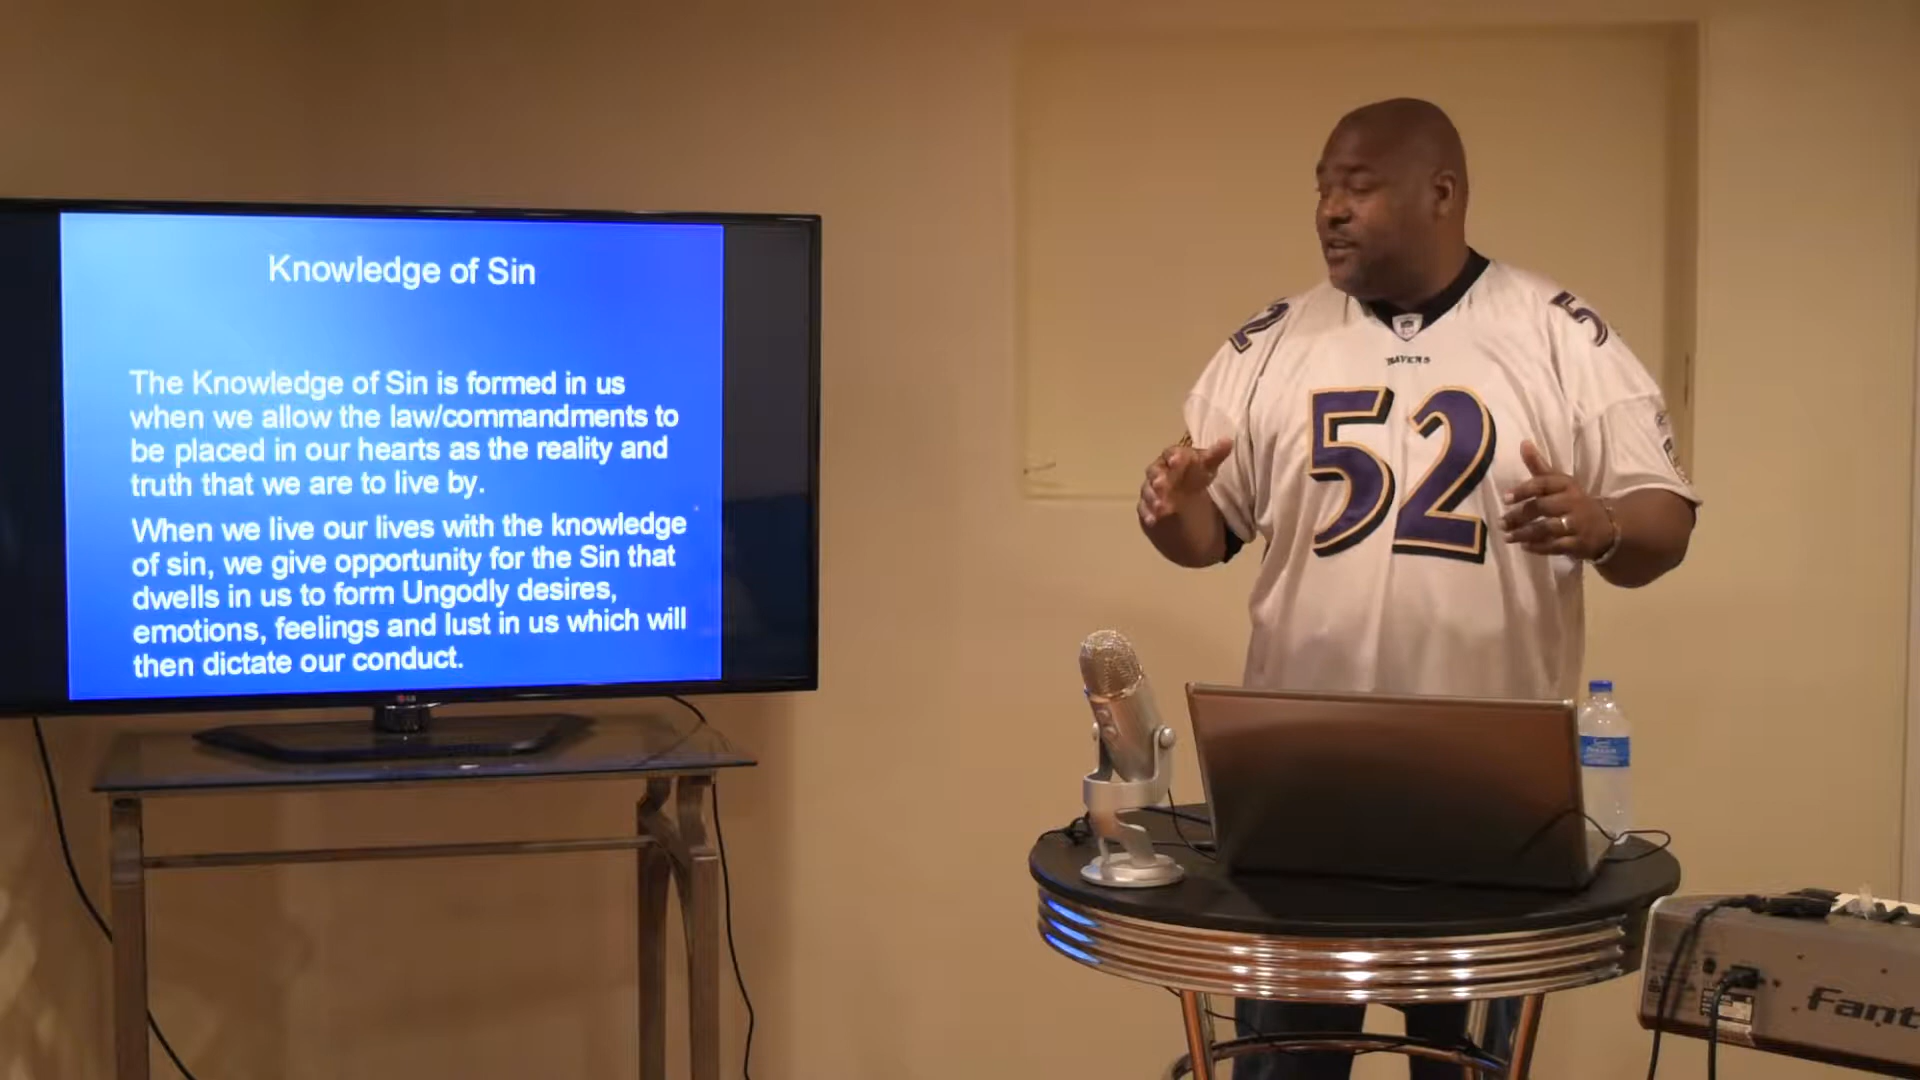 Knowledge of Sin
The Knowledge of Sin is formed in us
when we allow the law/commandments to
be placed in our hearts as the reality and
truth that we are to live by.
When we live our lives with the knowledge
of sin, we give opportunity for the Sin that
dwells in us to form Ungodly desires,
emotions, feelings and lust in us which will
then dictate our conduct.
LG
52
52
RAVENS
52
Fant